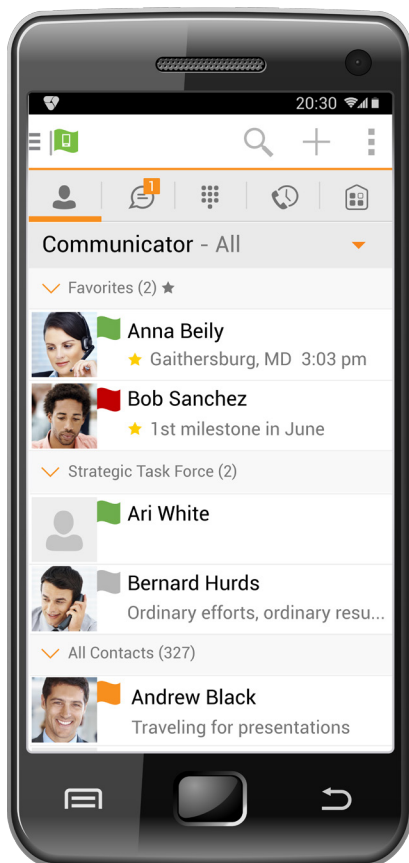 20:30
1
Communicator - All
Favorites (2)
Anna Beily
Gaithersburg, MD 3:03 pm
Bob Sanchez
1st milestone in June
Strategic Task Force (2)
Ari White
Bernard Hurds
Ordinary efforts, ordinary resu...
All Contacts (327)
Andrew Black
Traveling for presentations